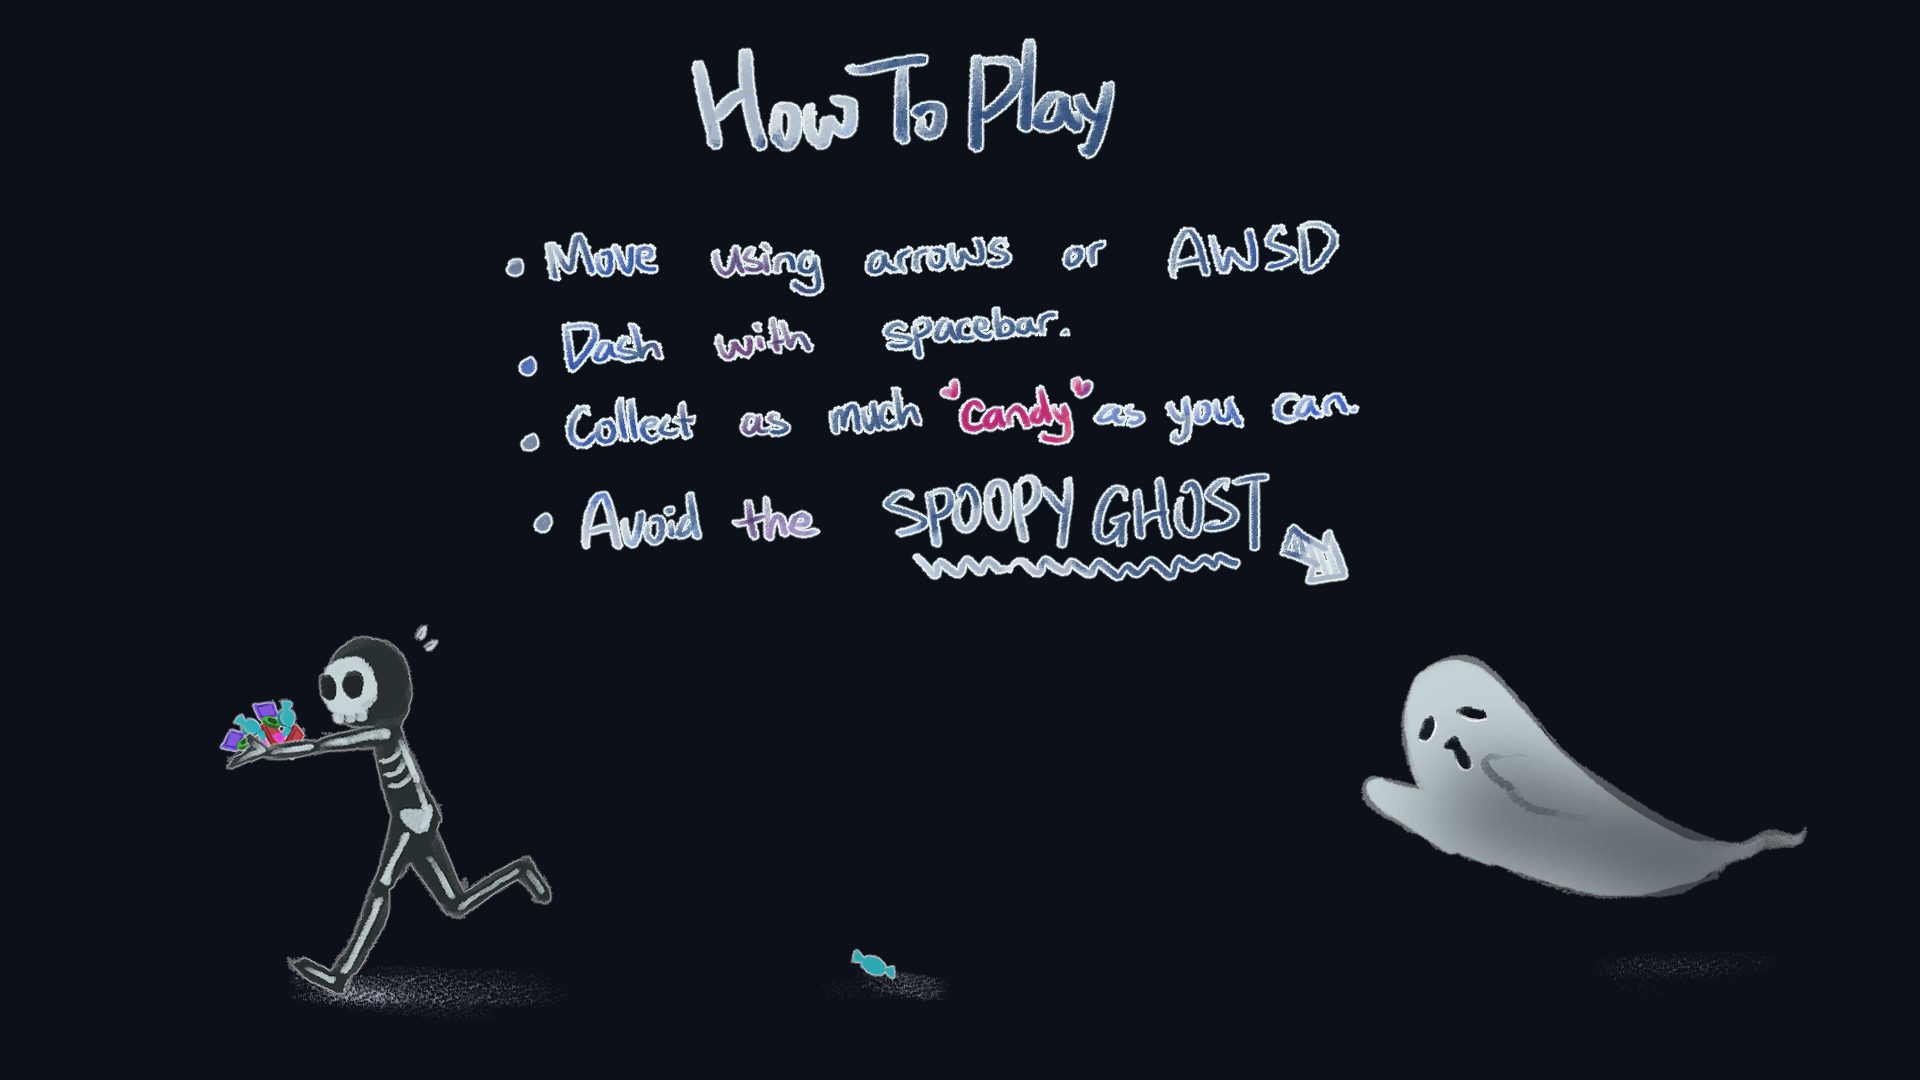 How To Play
• Move using arrows or AWSD
• Dash with spacebar.
• Collect as much "Candy" as you can.
• Avoid the SPOOPY GHOST